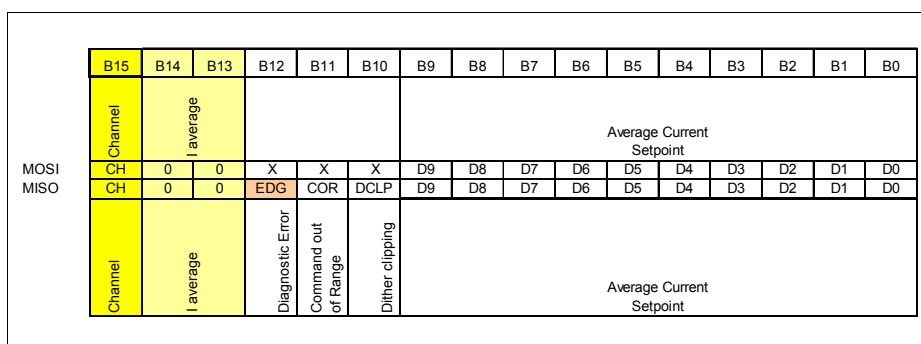 B15 B14 B13 B12 B11 B10 B9 B8 B7 B6 B5 B4 B3 B2 B1 B0
Channel
I average
Average Current
Setpoint
MOSI CH 0 0 X X X D9 D8 D7 D6 D5 D4 D3 D2 D1 D0
MISO CH 0 0 EDG COR DCLP D9 D8 D7 D6 D5 D4 D3 D2 D1 D0
Channel
I average
Diagnostic Error
Command out
of Range
Dither clipping
Average Current
Setpoint